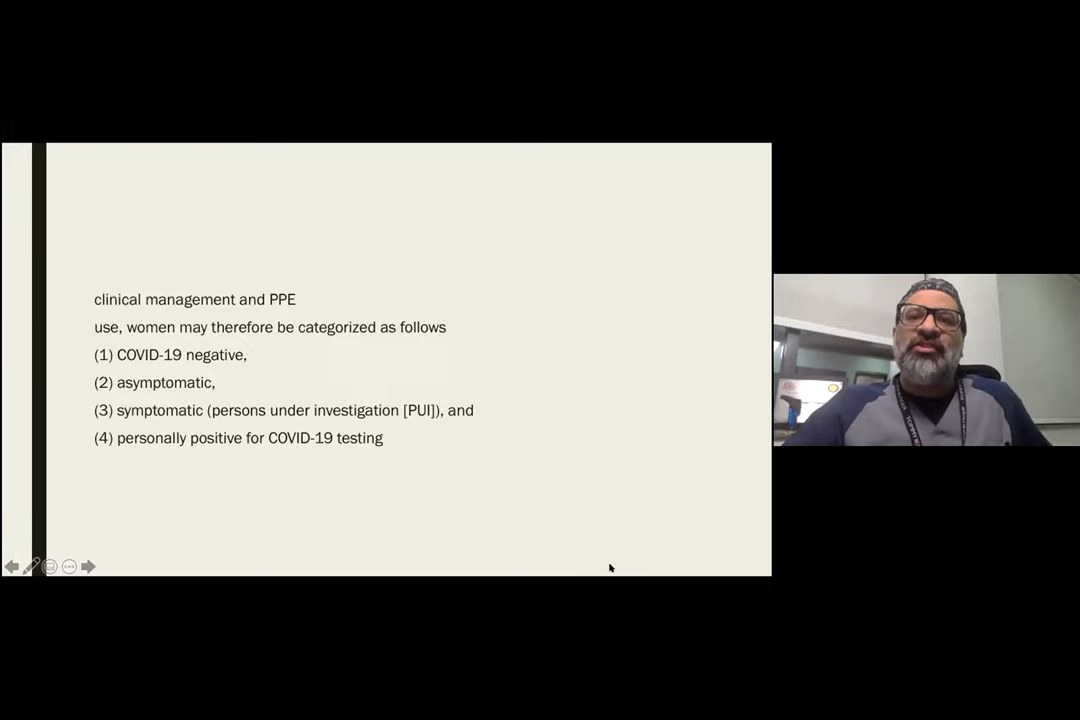 clinical management and PPE
use, women may therefore be categorized as follows
(1) COVID-19 negative,
(2) asymptomatic,
(3) symptomatic (persons under investigation [PUI]), and
(4) personally positive for COVID-19 testing